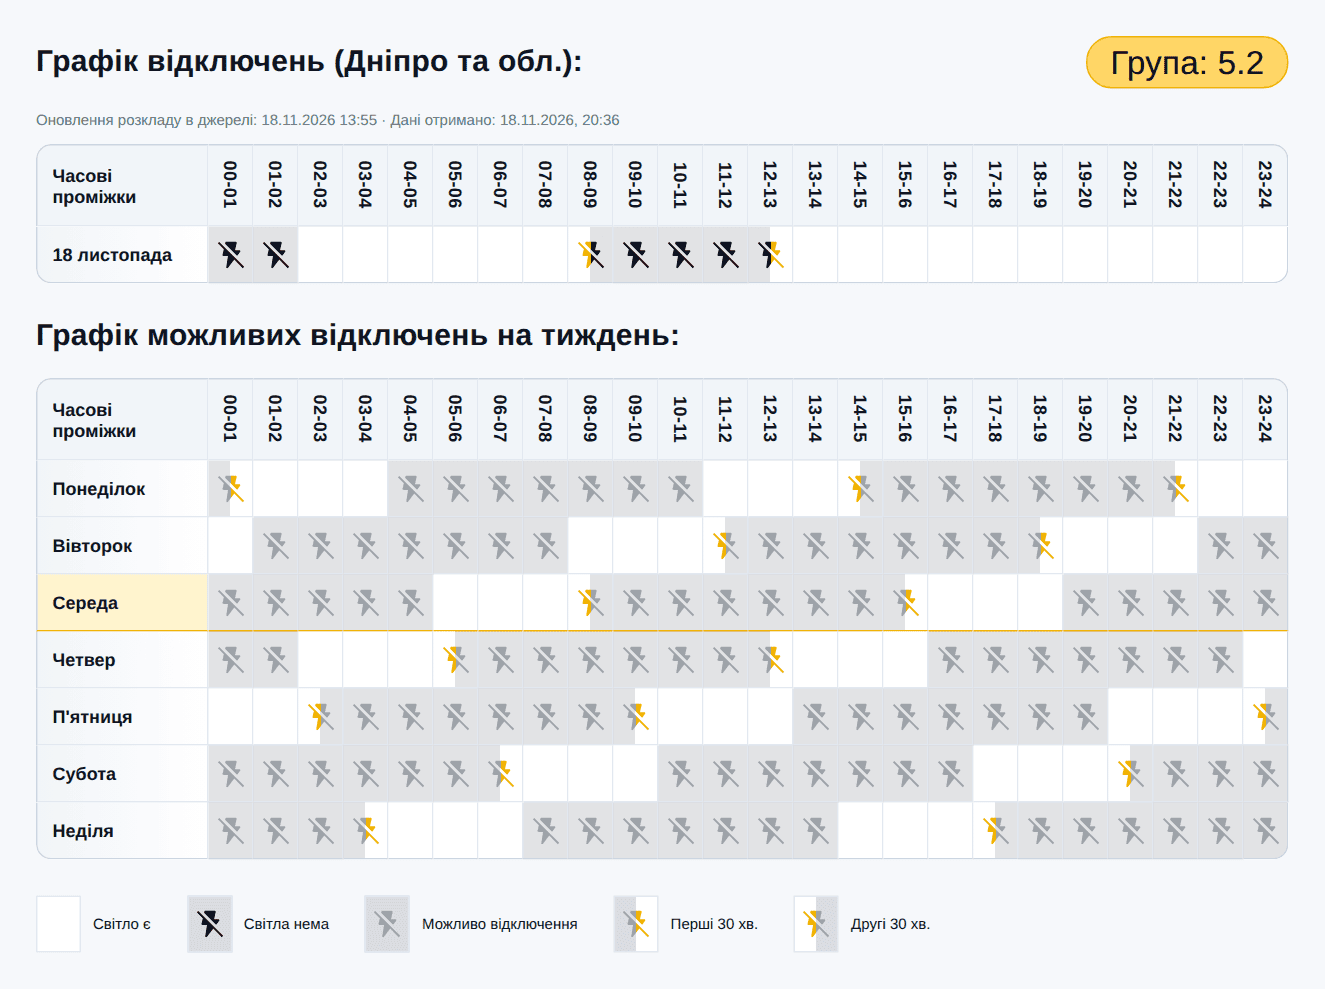 Графік відключень (Дніпро та обл.):
Група: 5.2
Оновлення розкладу в джерелі: 18.11.2026 13:55 · Дані отримано: 18.11.2026, 20:36
Часові проміжки 00-01 01-02 02-03 03-04 04-05 05-06 06-07 07-08 08-09 09-10 10-11 11-12 12-13 13-14 14-15 15-16 16-17 17-18 18-19 19-20 20-21 21-22 22-23 23-24
18 листопада
Графік можливих відключень на тиждень:
Часові проміжки 00-01 01-02 02-03 03-04 04-05 05-06 06-07 07-08 08-09 09-10 10-11 11-12 12-13 13-14 14-15 15-16 16-17 17-18 18-19 19-20 20-21 21-22 22-23 23-24
Понеділок
Вівторок
Середа
Четвер
П'ятниця
Субота
Неділя
Світло є
Світла нема
Можливо відключення
Перші 30 хв.
Другі 30 хв.